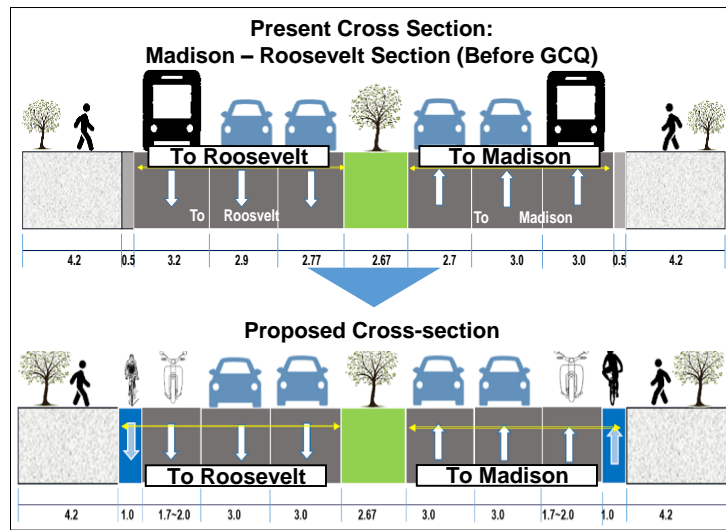 Present Cross Section:
Madison – Roosevelt Section (Before GCQ)
To Roosevelt
To Madison
To Roosvelt
To Madison
4.2 0.5 3.2 2.9 2.77 2.67 2.7 3.0 3.0 0.5 4.2
Proposed Cross-section
To Roosevelt
To Madison
4.2 1.0 1.7~2.0 3.0 3.0 2.67 3.0 3.0 1.7~2.0 1.0 4.2